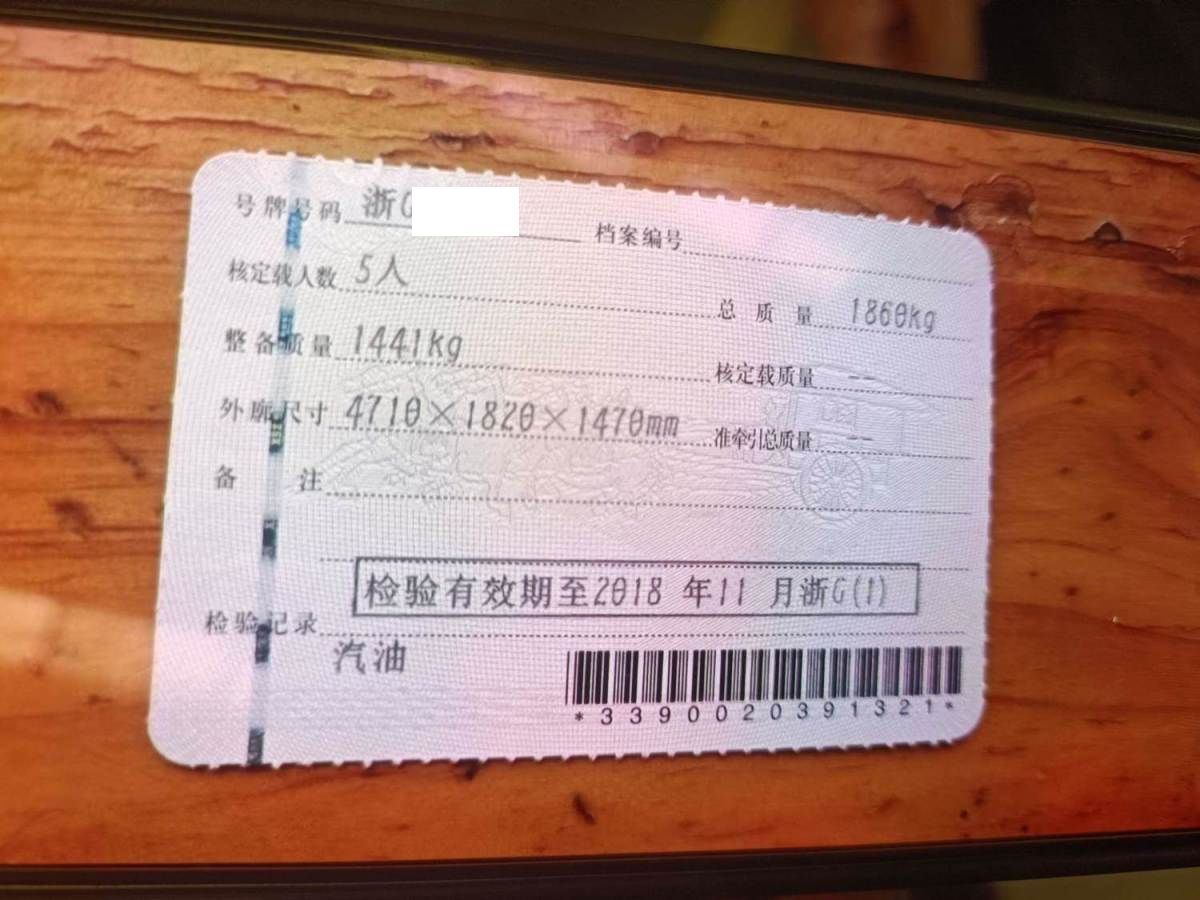 号牌号码 浙G
档案编号
核定载人数 5人
总质量 1860kg
整备质量 1441kg
核定载质量 --
外廓尺寸 4710×1820×1470mm
准牵引总质量 --
备注
检验有效期至2018 年11 月浙G(1)
检验记录
汽油
*3390020391321*